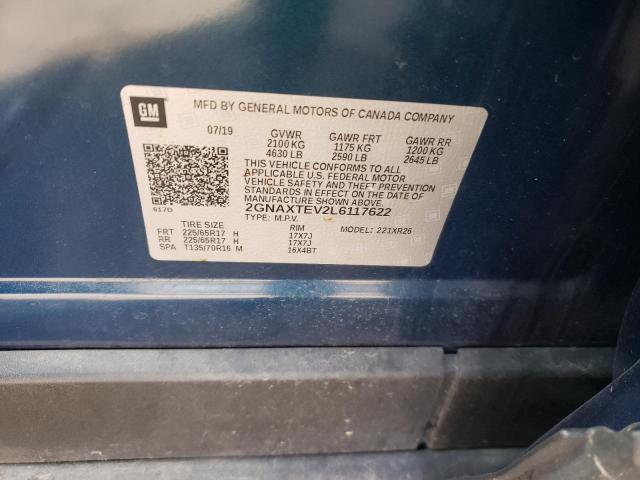 GM
MFD BY GENERAL MOTORS OF CANADA COMPANY
07/19 GVWR GAWR FRT GAWR RR
2100 KG 1175 KG 1200 KG
4630 LB 2590 LB 2645 LB
THIS VEHICLE CONFORMS TO ALL
APPLICABLE U.S. FEDERAL MOTOR
VEHICLE SAFETY AND THEFT PREVENTION
STANDARDS IN EFFECT ON THE DATE OF
MANUFACTURE SHOWN ABOVE.
2GNAXTEV2L6117622
617D
TYPE: M.P.V. MODEL: 221XR26
TIRE SIZE RIM
FRT 225/65R17 H 17X7J
RR 225/65R17 H 17X7J
SPA T135/70R16 M 16X4BT